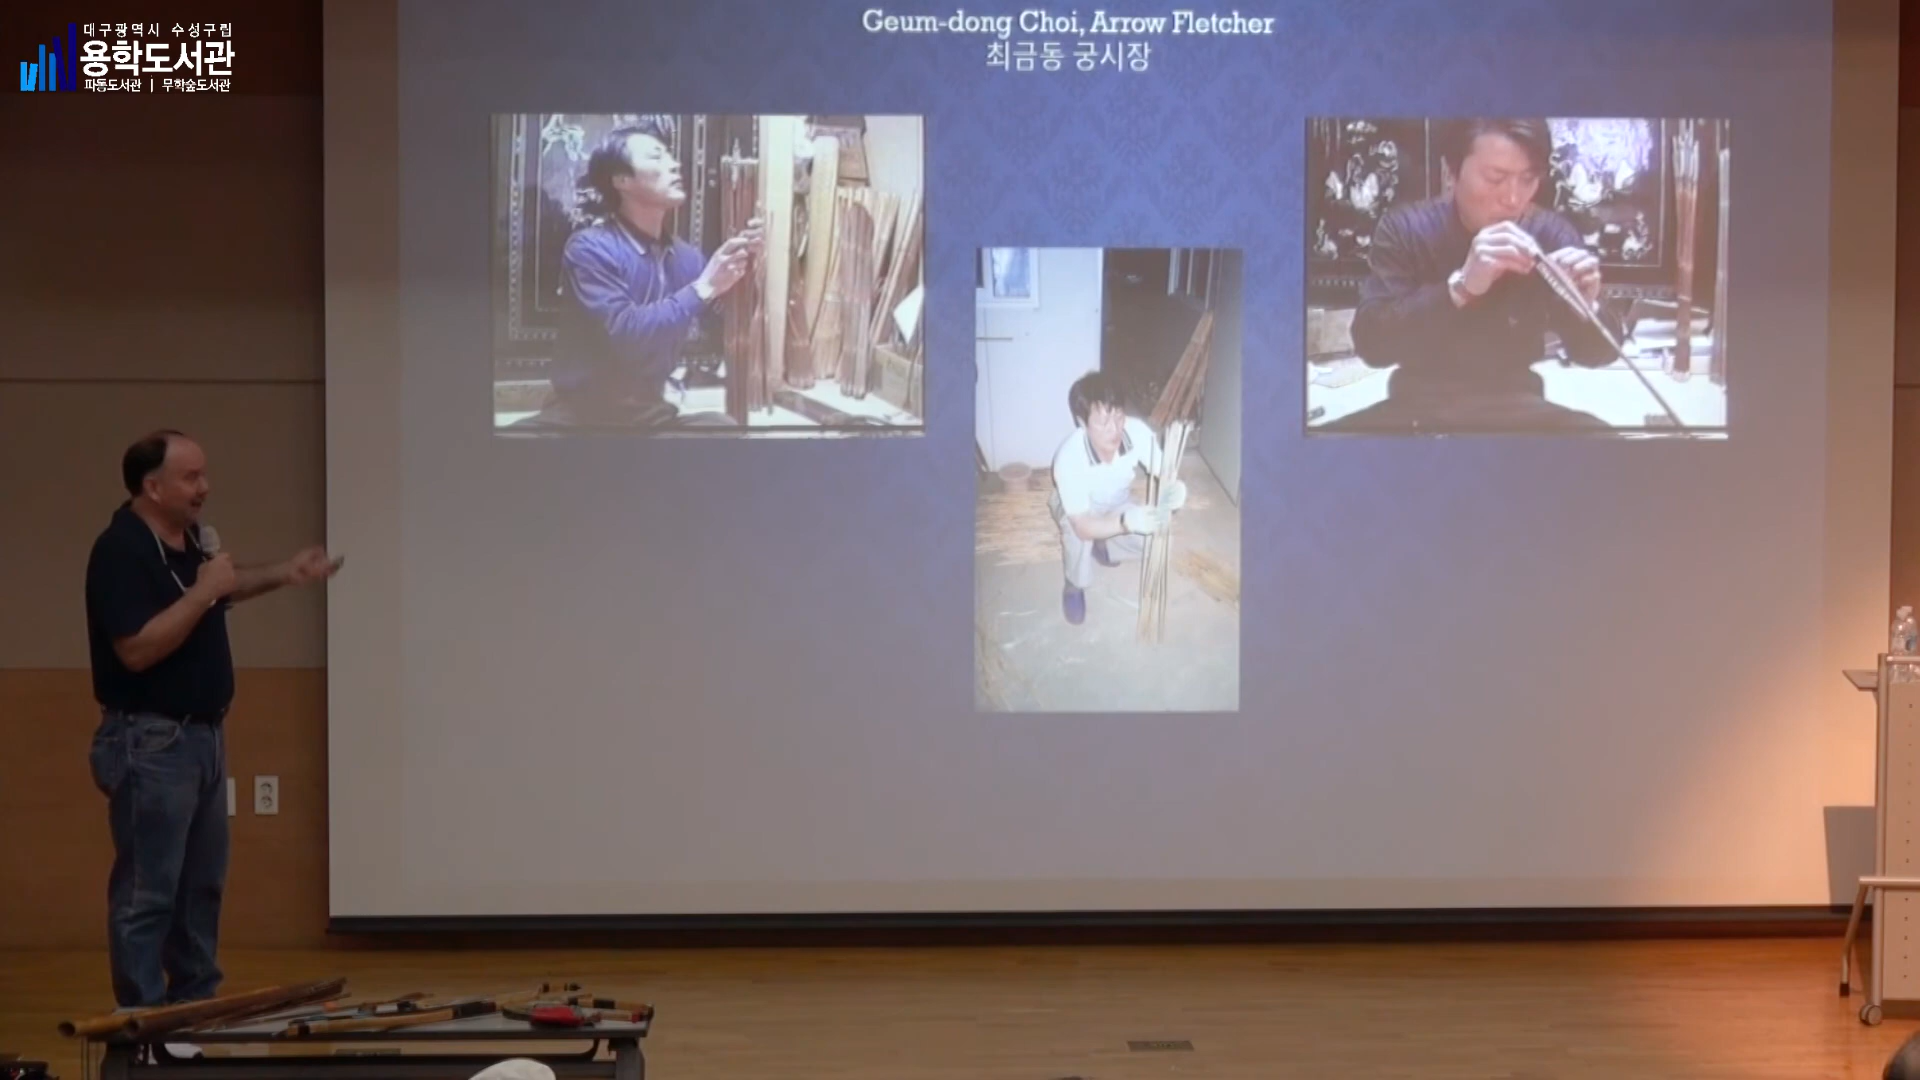 대구광역시 수성구립
용학도서관
파동도서관 | 무학숲도서관
Geum-dong Choi, Arrow Fletcher
최금동 궁시장